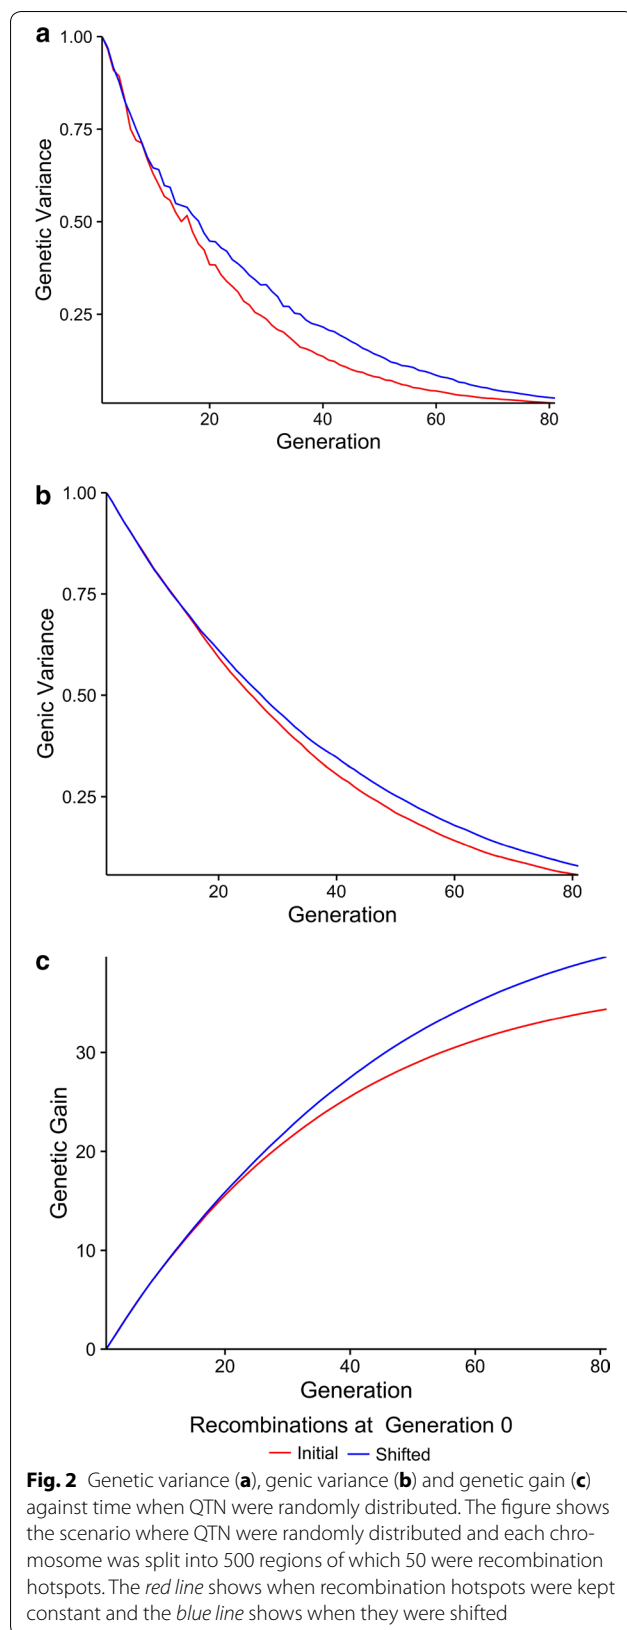 a
1.00
0.75
0.50
0.25
Genetic Variance
20 40 60 80
Generation
b
1.00
0.75
0.50
0.25
Genic Variance
20 40 60 80
Generation
c
30
20
10
0
Genetic Gain
20 40 60 80
Generation
Recombinations at Generation 0
Initial Shifted
Fig. 2 Genetic variance (a), genic variance (b) and genetic gain (c)
against time when QTN were randomly distributed. The figure shows
the scenario where QTN were randomly distributed and each chro-
mosome was split into 500 regions of which 50 were recombination
hotspots. The red line shows when recombination hotspots were kept
constant and the blue line shows when they were shifted